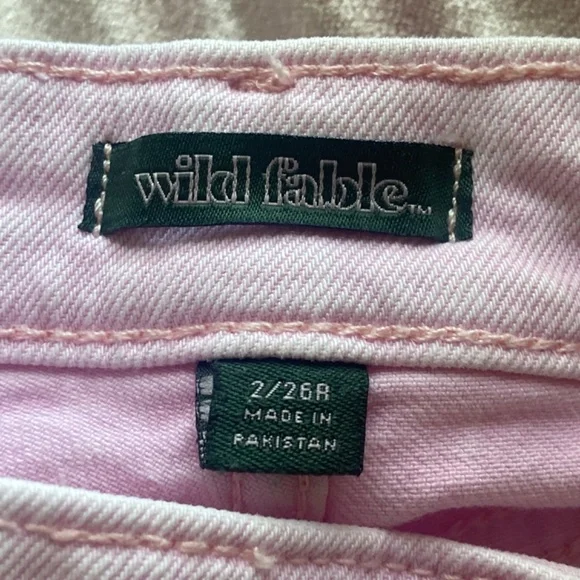 wild fable™
2/26R
MADE IN
PAKISTAN